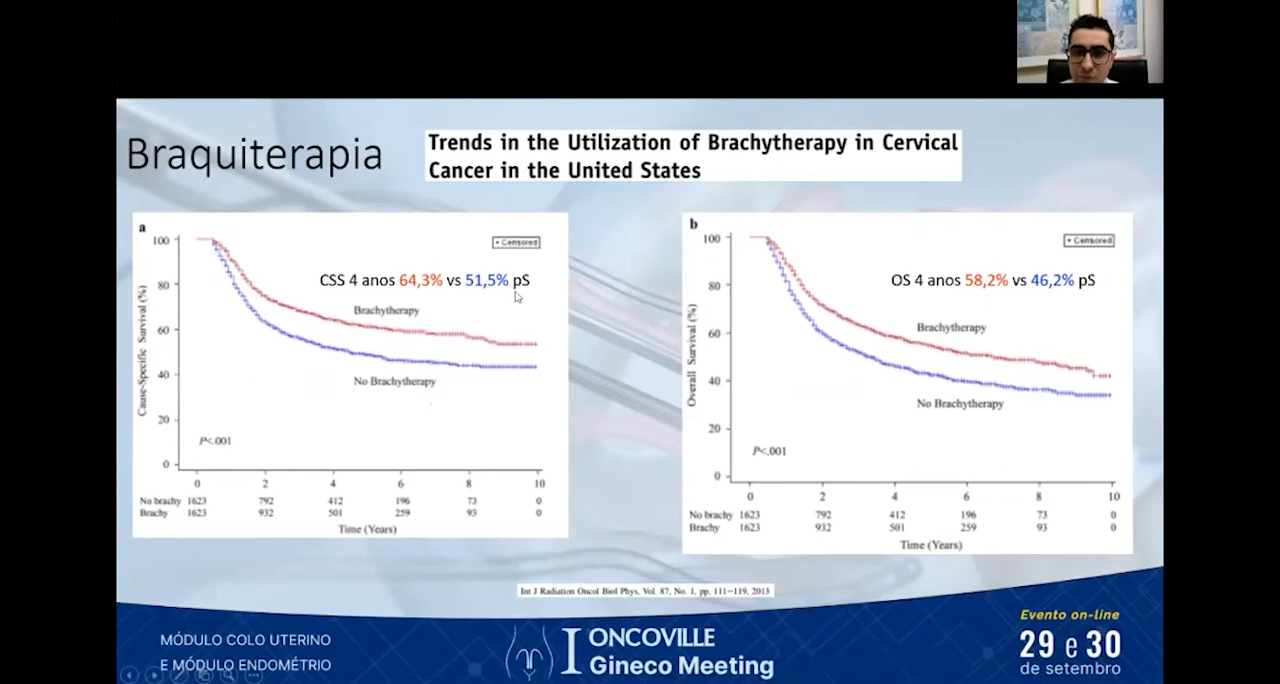 Braquiterapia
Trends in the Utilization of Brachytherapy in Cervical
Cancer in the United States
a
Censored
CSS 4 anos 64,3% vs 51,5% pS
Brachytherapy
No Brachytherapy
P<.001
Cause-Specific Survival (%)
100
80
60
40
20
0
0 2 4 6 8 10
No brachy 1623 792 412 196 73 0
Brachy 1623 932 501 259 93 0
Time (Years)
b
Censored
OS 4 anos 58,2% vs 46,2% pS
Brachytherapy
No Brachytherapy
P<.001
Overall Survival (%)
100
80
60
40
20
0
0 2 4 6 8 10
No brachy 1623 792 412 196 73 0
Brachy 1623 932 501 259 93 0
Time (Years)
Int J Radiation Oncol Biol Phys, Vol. 87, No. 1, pp. 111–119, 2013
MÓDULO COLO UTERINO
E MÓDULO ENDOMÉTRIO
I ONCOVILLE
Gineco Meeting
Evento on-line
29 e 30
de setembro